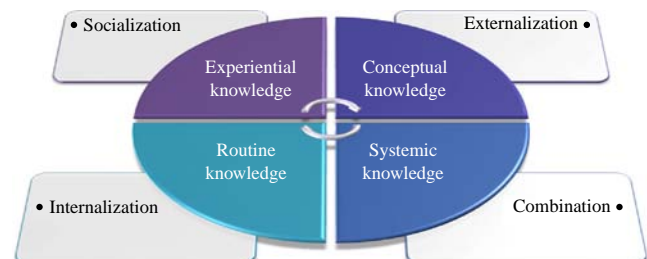 • Socialization
Externalization •
Experiential
knowledge
Conceptual
knowledge
Routine
knowledge
Systemic
knowledge
• Internalization
Combination •